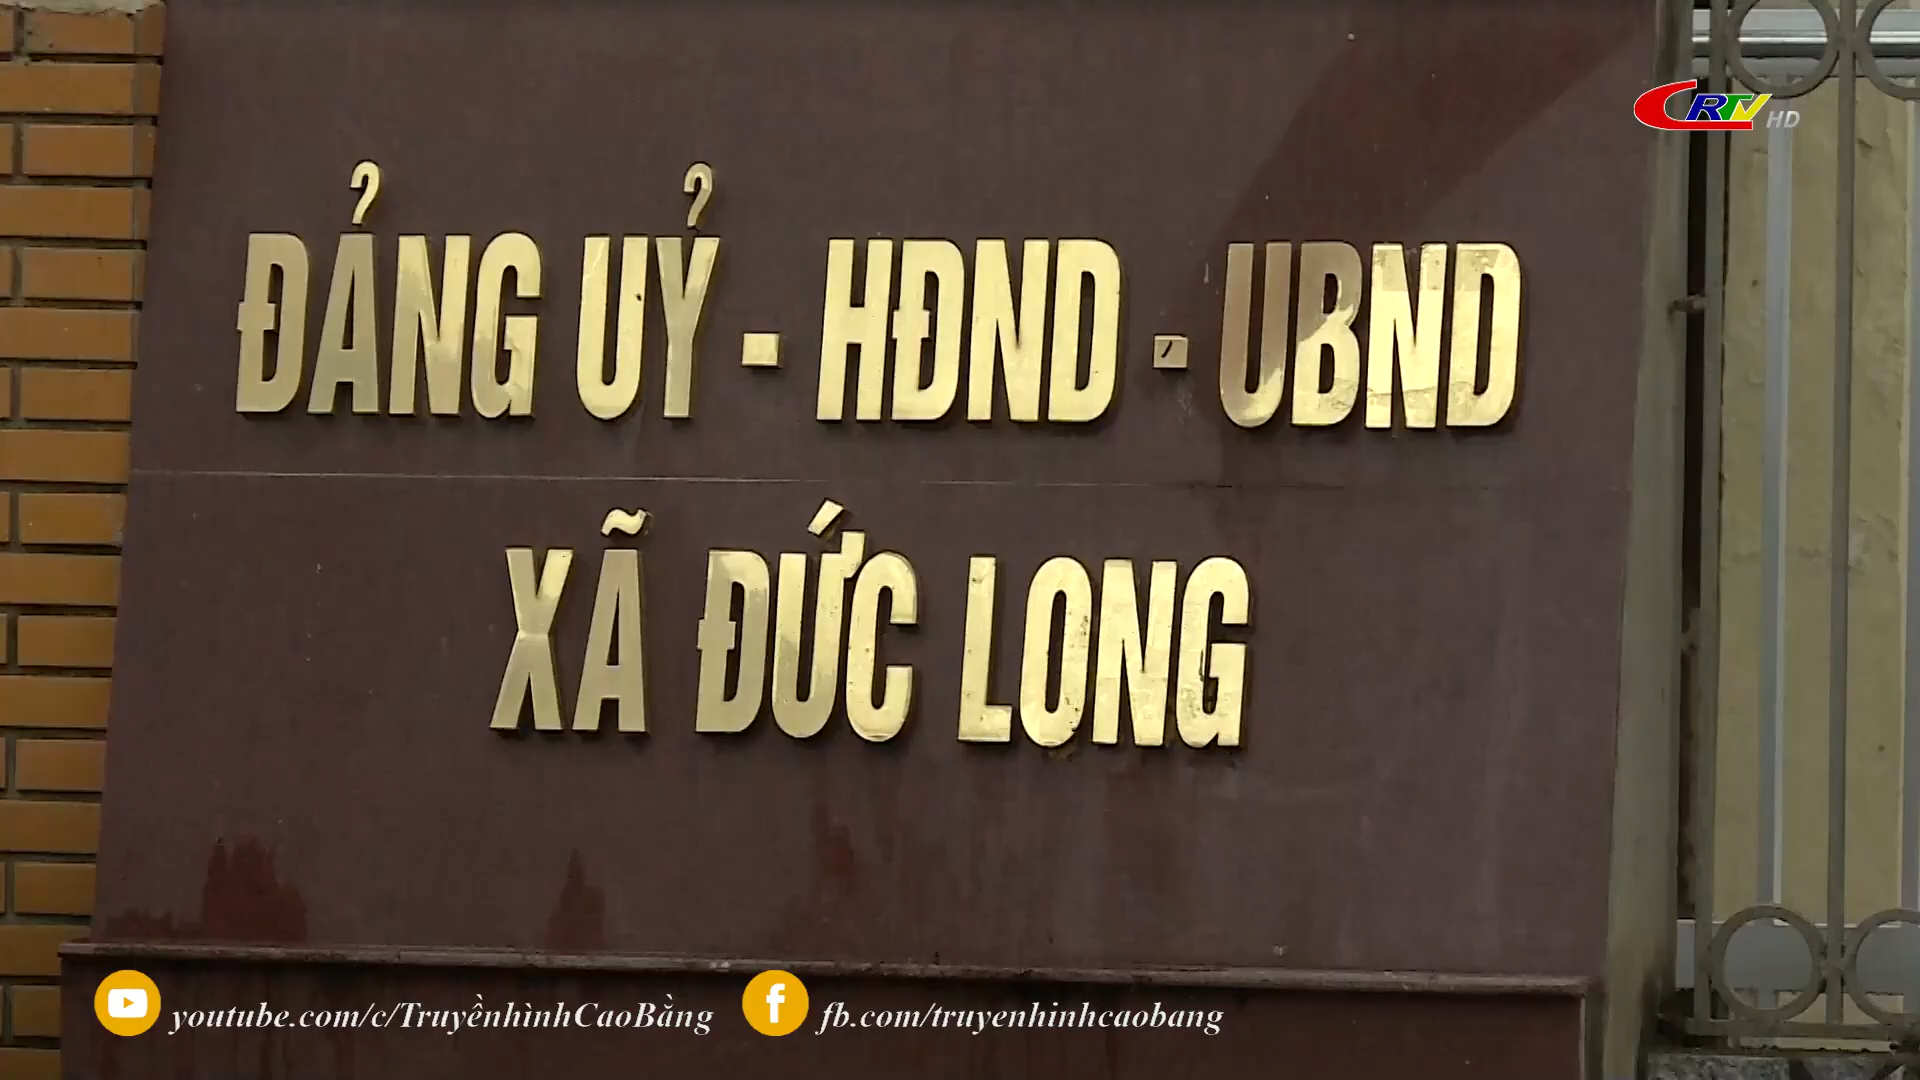 CRTV HD
ĐẢNG UỶ - HĐND - UBND
XÃ ĐỨC LONG
youtube.com/c/TruyềnhìnhCaoBằng
fb.com/truyenhinhcaobang